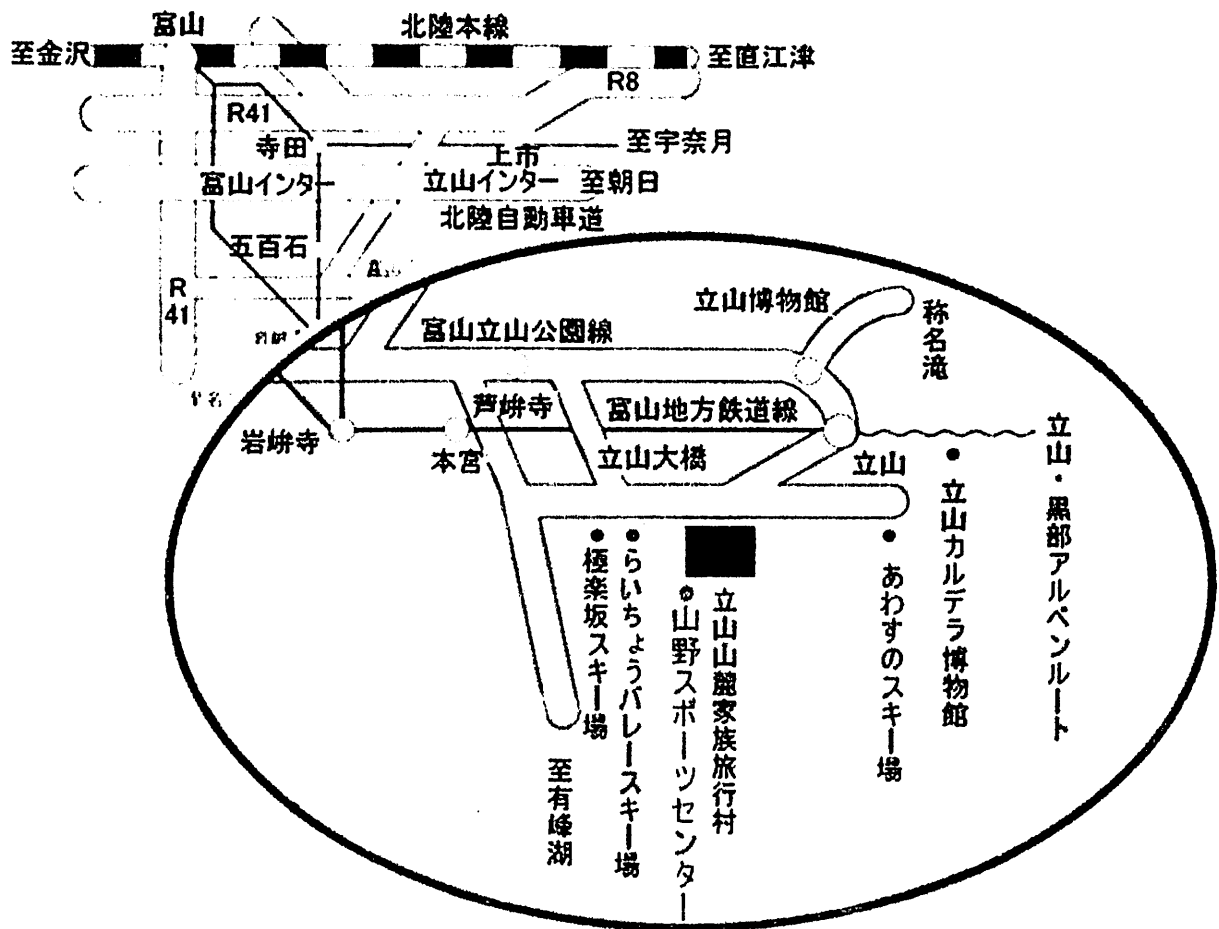 富山
北陸本線
至金沢
至直江津
R8
R41
寺田
至宇奈月
上市
富山インター
立山インター
至朝日
北陸自動車道
五百石
R
41
立山博物館
称名滝
富山立山公園線
芦峅寺
富山地方鉄道線
岩峅寺
本宮
立山大橋
立山
立山・黒部アルペンルート
立山カルデラ博物館
あわすのスキー場
立山山麓家族旅行村
山野スポーツセンター
らいちょうバレースキー場
極楽坂スキー場
至有峰湖